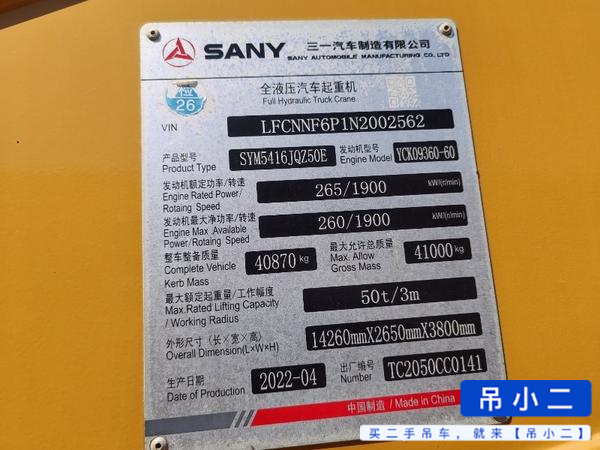 SANY 三一汽车制造有限公司
SANY AUTOMOBILE MANUFACTURING CO., LTD
26
全液压汽车起重机
Full Hydraulic Truck Crane
VIN LFCNNF6P1N2002562
产品型号 SYM5416JQZ50E 发动机型号 YCK09360-60
Product Type Engine Model
发动机额定功率/转速 265/1900 kW/(r/min)
Engine Rated Power/
Rotaing Speed
发动机最大净功率/转速 260/1900 kW/(r/min)
Engine Max .Available
Power/Rotaing Speed
整车整备质量 40870 kg 最大允许总质量 41000 kg
Complete Vehicle Max. Allow
Kerb Mass Gross Mass
最大额定起重量/工作幅度 50t/3m
Max.Rated Lifting Capacity
/ Working Radius
外形尺寸（长×宽×高） 14260mmX2650mmX3800mm
Overall Dimension(L×W×H)
生产日期 2022-04 出厂编号 TC2050CC0141
Date of Production Number
中国制造 / Made in China
吊小二
买二手吊车，就来【吊小二】